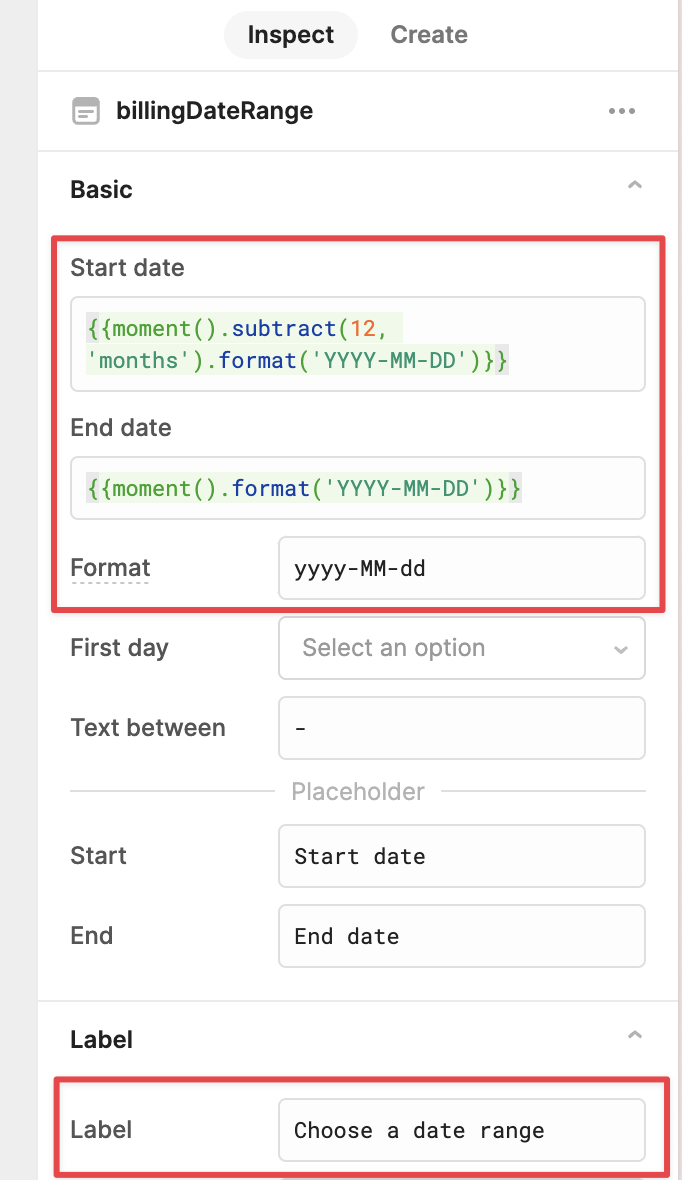 Inspect Create
billingDateRange
Basic
Start date
{{moment().subtract(12,
'months').format('YYYY-MM-DD')}}
End date
{{moment().format('YYYY-MM-DD')}}
Format yyyy-MM-dd
First day Select an option
Text between -
Placeholder
Start Start date
End End date
Label
Label Choose a date range